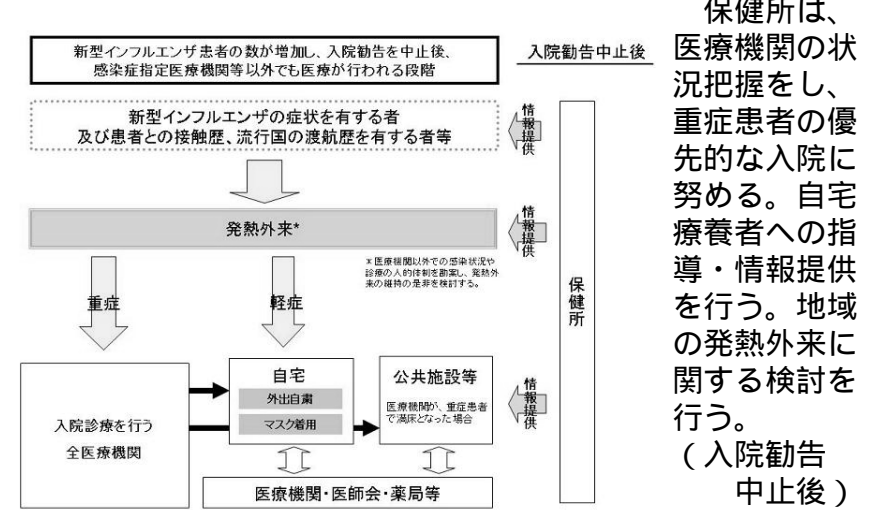 新型インフルエンザ患者の数が増加し、入院勧告を中止後、
感染症指定医療機関等以外でも医療が行われる段階
入院勧告中止後
新型インフルエンザの症状を有する者
及び患者との接触歴、流行国の渡航歴を有する者等
情報提供
発熱外来*
情報提供
*医療機関以外での感染状況や
診療の人的体制を勘案し、発熱外
来の維持の是非を検討する。
重症
軽症
保健所
入院診療を行う
全医療機関
自宅
外出自粛
マスク着用
公共施設等
医療機関が、重症患者
で満床となった場合
情報提供
医療機関・医師会・薬局等
保健所は、
医療機関の状
況把握をし、
重症患者の優
先的な入院に
努める。自宅
療養者への指
導・情報提供
を行う。地域
の発熱外来に
関する検討を
行う。
(入院勧告
中止後)